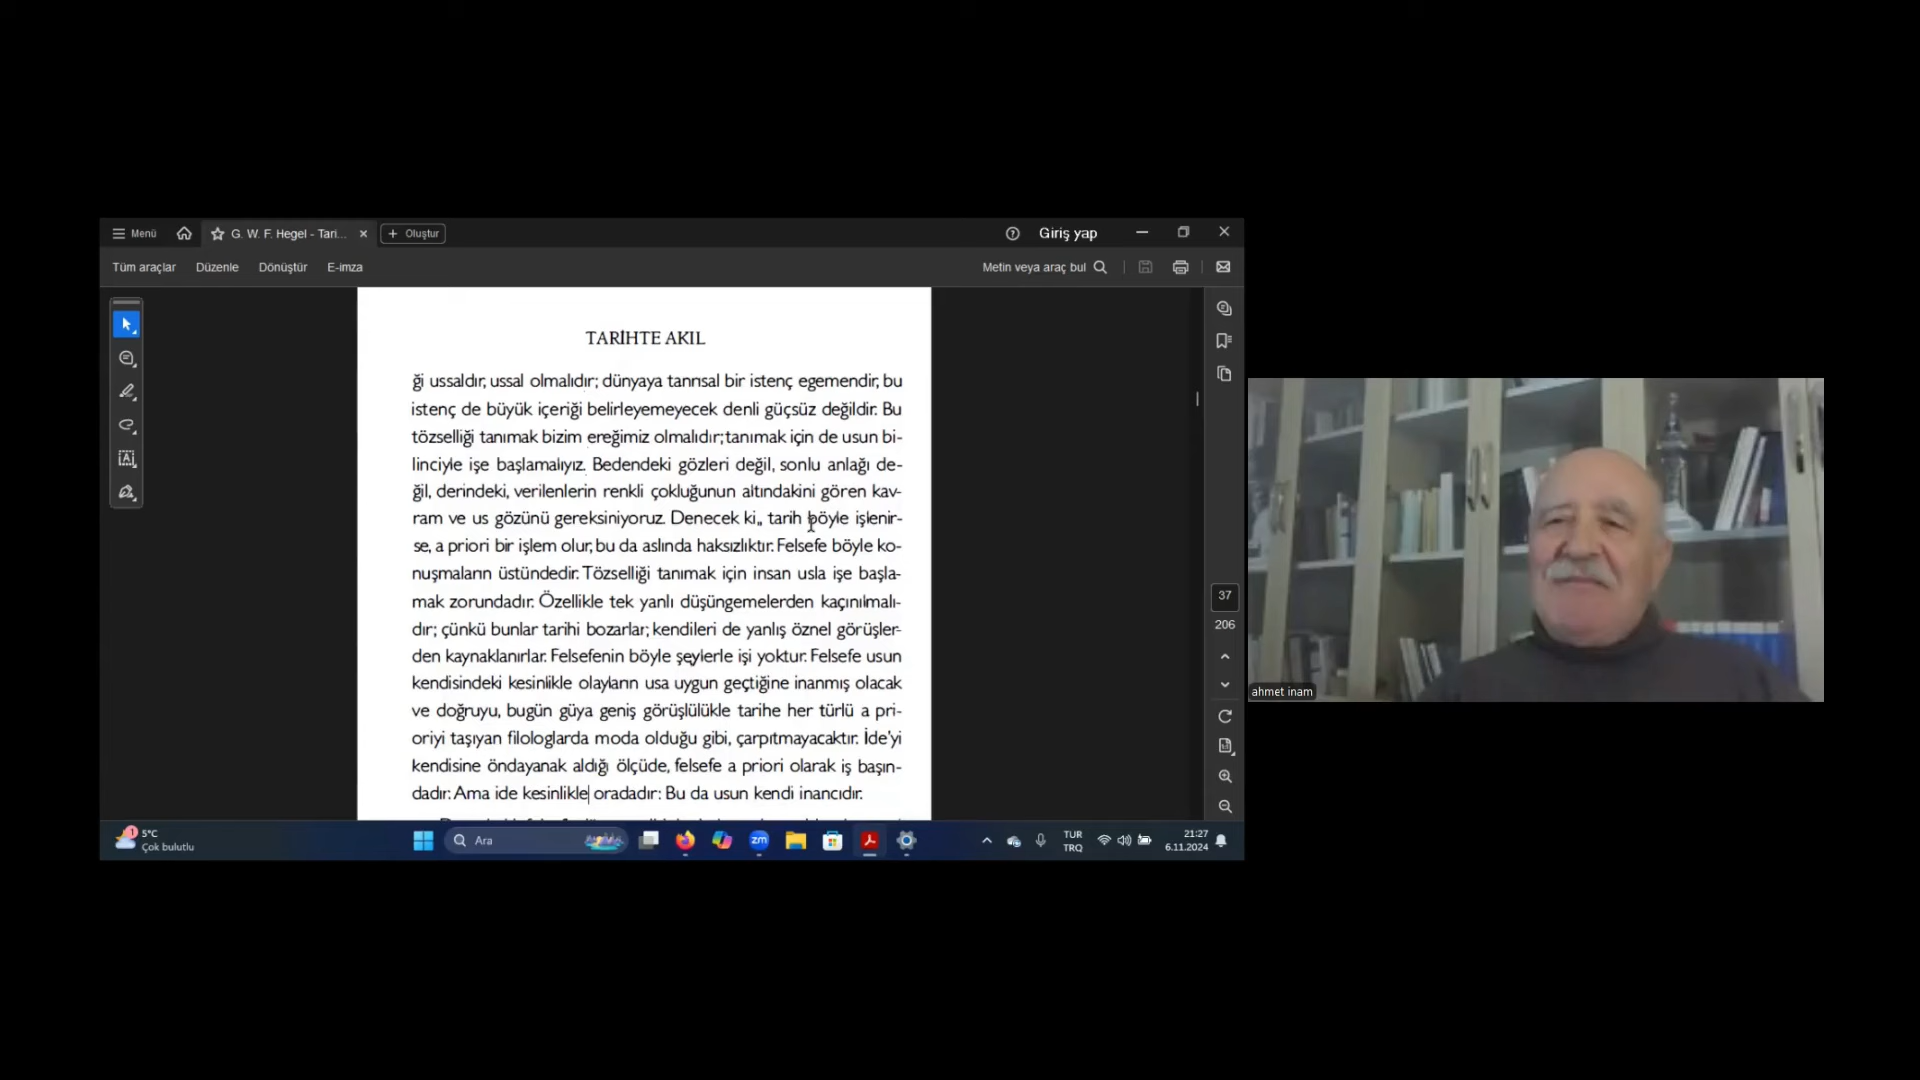 Menü
G. W. F. Hegel - Tari...
Oluştur
Giriş yap
Tüm araçlar
Düzenle
Dönüştür
E-imza
Metin veya araç bul
TARİHTE AKIL
ği ussaldır, ussal olmalıdır; dünyaya tanrısal bir istenç egemendir, bu
istenç de büyük içeriği belirleyemeyecek denli güçsüz değildir. Bu
tözselliği tanımak bizim ereğimiz olmalıdır; tanımak için de usun bi-
linciyle işe başlamalıyız. Bedendeki gözleri değil, sonlu anlağı de-
ğil, derindeki, verilenlerin renkli çokluğunun altındakini gören kav-
ram ve us gözünü gereksiniyoruz. Denecek ki,, tarih böyle işlenir-
se, a priori bir işlem olur, bu da aslında haksızlıktır. Felsefe böyle ko-
nuşmaların üstündedir. Tözselliği tanımak için insan usla işe başla-
mak zorundadır. Özellikle tek yanlı düşüngemelerden kaçınılmalı-
dır; çünkü bunlar tarihi bozarlar; kendileri de yanlış öznel görüşler-
den kaynaklanırlar. Felsefenin böyle şeylerle işi yoktur. Felsefe usun
kendisindeki kesinlikle olayların usa uygun geçtiğine inanmış olacak
ve doğruyu, bugün güya geniş görüşlülükle tarihe her türlü a pri-
oriyi taşıyan filologlarda moda olduğu gibi, çarpıtmayacaktır. İde'yi
kendisine öndayanak aldığı ölçüde, felsefe a priori olarak iş başın-
dadır. Ama ide kesinlikle oradadır: Bu da usun kendi inancıdır.
37
206
ahmet inam
1
5°C
Çok bulutlu
Ara
zm
TUR
TRQ
21:27
6.11.2024